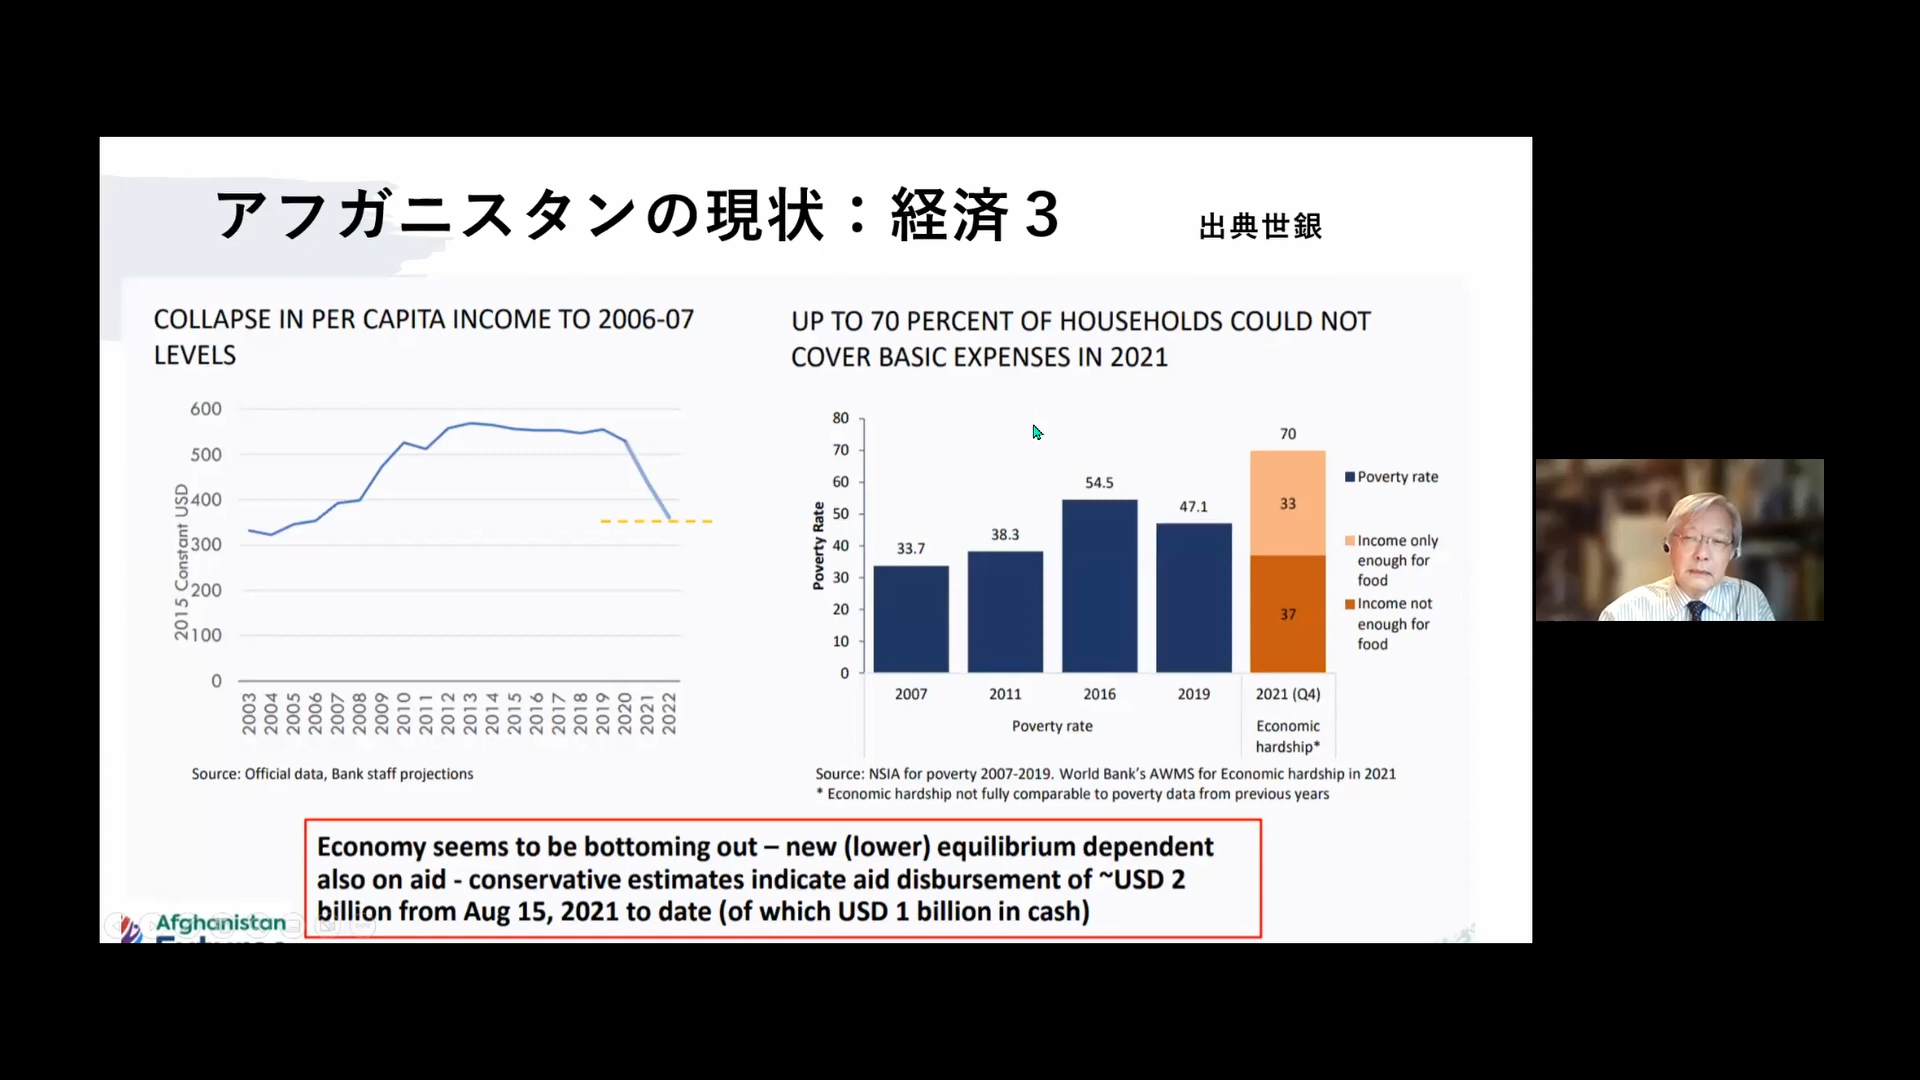 アフガニスタンの現状：経済３
出典世銀
COLLAPSE IN PER CAPITA INCOME TO 2006-07
LEVELS
2015 Constant USD
600
500
400
300
200
100
0
2003
2004
2005
2006
2007
2008
2009
2010
2011
2012
2013
2014
2015
2016
2017
2018
2019
2020
2021
2022
Source: Official data, Bank staff projections
UP TO 70 PERCENT OF HOUSEHOLDS COULD NOT
COVER BASIC EXPENSES IN 2021
Poverty Rate
80
70
60
50
40
30
20
10
0
33.7
38.3
54.5
47.1
70
33
37
2007
2011
2016
2019
2021 (Q4)
Poverty rate
Economic
hardship*
Poverty rate
Income only
enough for
food
Income not
enough for
food
Source: NSIA for poverty 2007-2019. World Bank’s AWMS for Economic hardship in 2021
* Economic hardship not fully comparable to poverty data from previous years
Economy seems to be bottoming out – new (lower) equilibrium dependent
also on aid - conservative estimates indicate aid disbursement of ~USD 2
billion from Aug 15, 2021 to date (of which USD 1 billion in cash)
Afghanistan